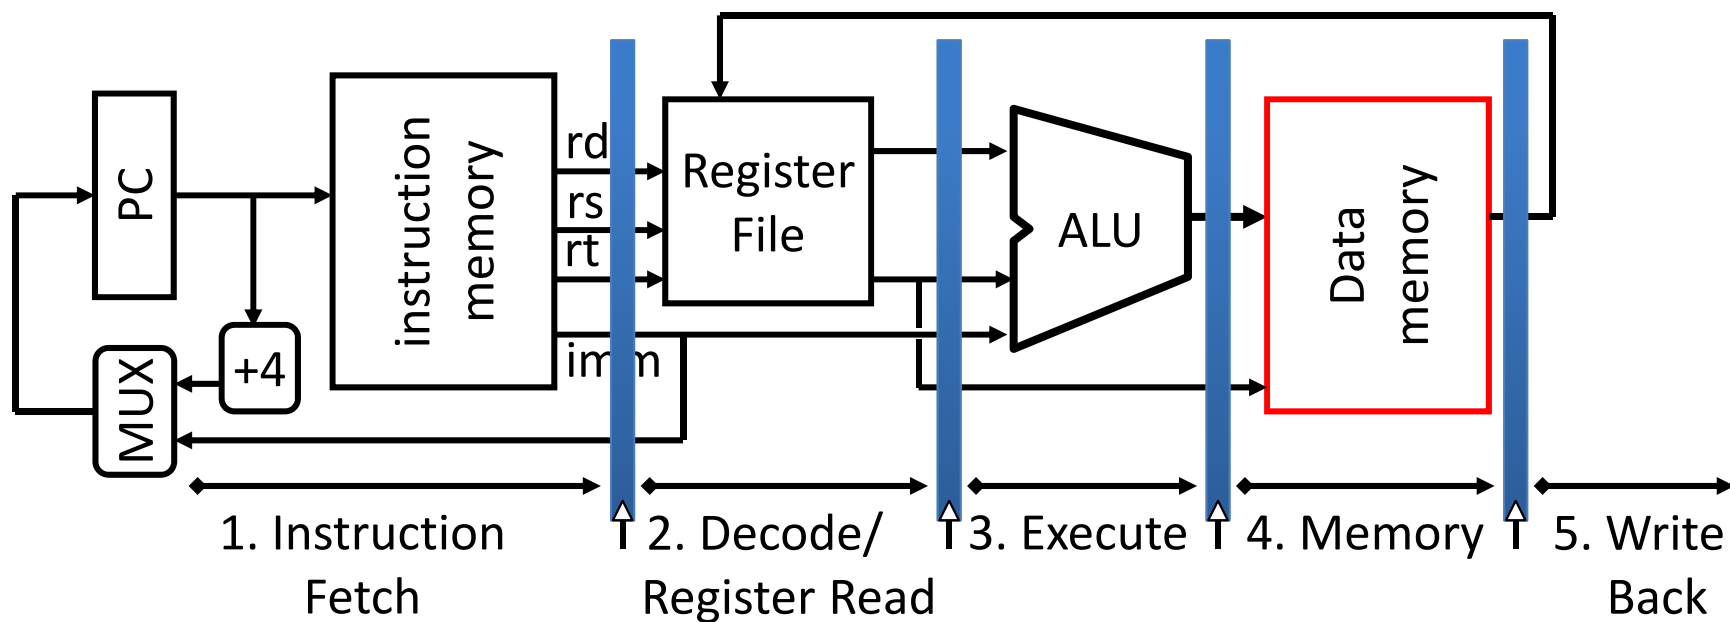 PC
instruction
memory
rd
rs
rt
imm
+4
MUX
Register
File
ALU
Data
memory
1. Instruction
Fetch
2. Decode/
Register Read
3. Execute
4. Memory
5. Write
Back